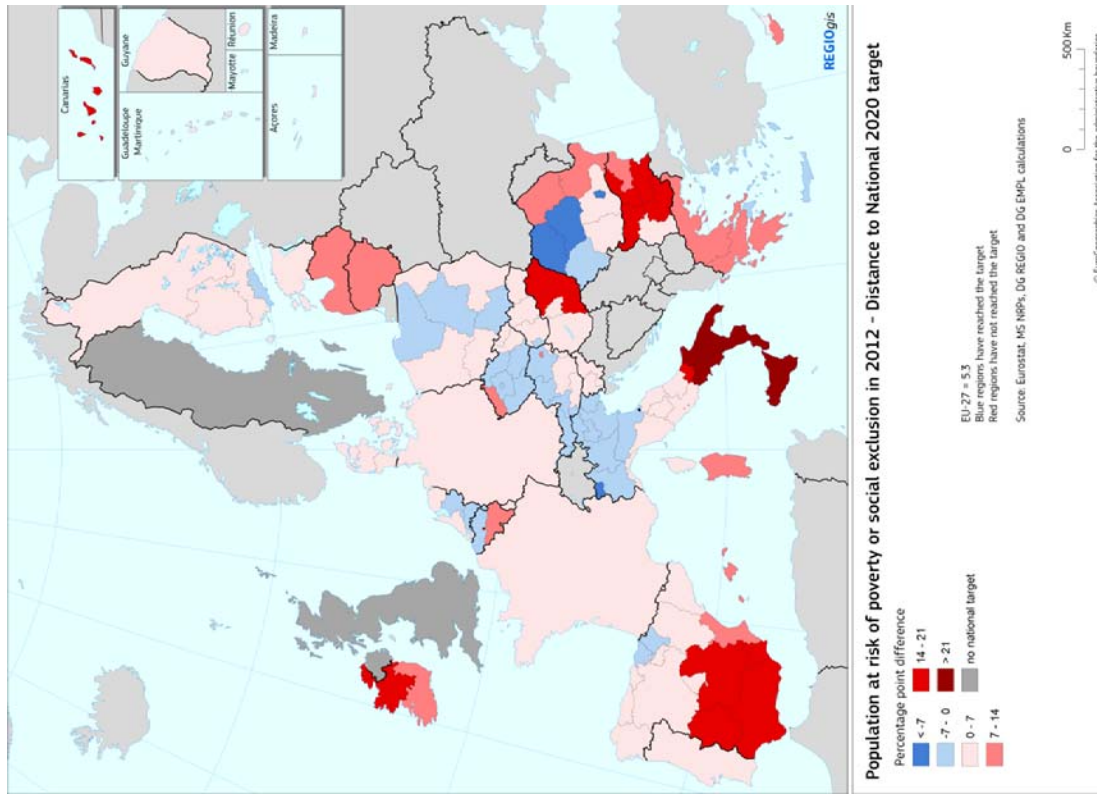 Canarias
Guadeloupe
Martinique
Guyane
Mayotte
Réunion
Açores
Madeira
REGIOgis
Population at risk of poverty or social exclusion in 2012 - Distance to National 2020 target
Percentage point difference
< -7
-7 - 0
0 - 7
7 - 14
14 - 21
> 21
no national target
EU-27 = 5.3
Blue regions have reached the target
Red regions have not reached the target
Source: Eurostat, MS NRPs, DG REGIO and DG EMPL calculations
0 500 Km